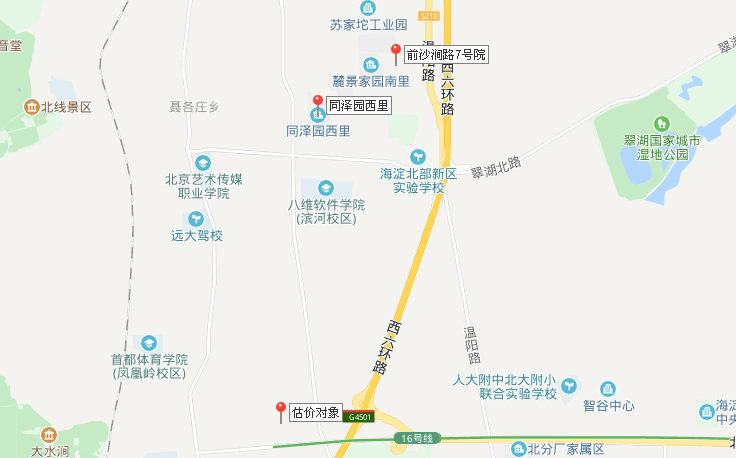 苏家坨工业园
S218
前沙涧路7号院
温阳路
西六环路
翠湖
音堂
麓景家园南里
北线景区
聂各庄乡
同泽园西里
同泽园西里
翠湖国家城市
湿地公园
北京艺术传媒
职业学院
海淀北部新区
实验学校
翠湖北路
八维软件学院
(滨河校区)
远大驾校
西六环路
温阳路
首都体育学院
(凤凰岭校区)
人大附中北大附小
联合实验学校
智谷中心
估价对象
G4501
海淀
中央
16号线
大水涧
北分厂家属区
北